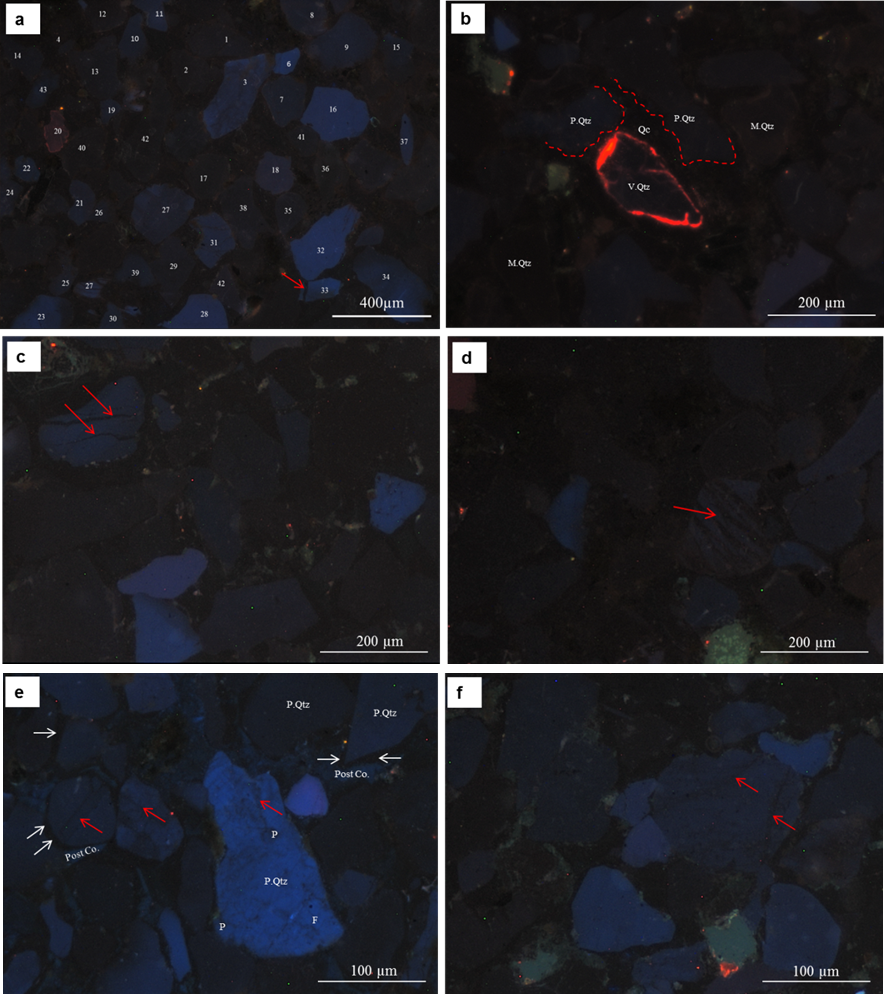 a
12
11
8
4
10
1
9
15
14
2
6
13
3
43
7
16
19
20
42
41
37
40
22
17
18
36
24
21
26
27
38
35
31
32
39
29
34
25
27
42
33
23
30
28
400µm
b
P.Qtz
Qc
P.Qtz
M.Qtz
V.Qtz
M.Qtz
200 µm
c
200 µm
d
200 µm
e
P.Qtz
P.Qtz
Post Co.
P
Post Co.
P.Qtz
P
F
100 µm
f
100 µm